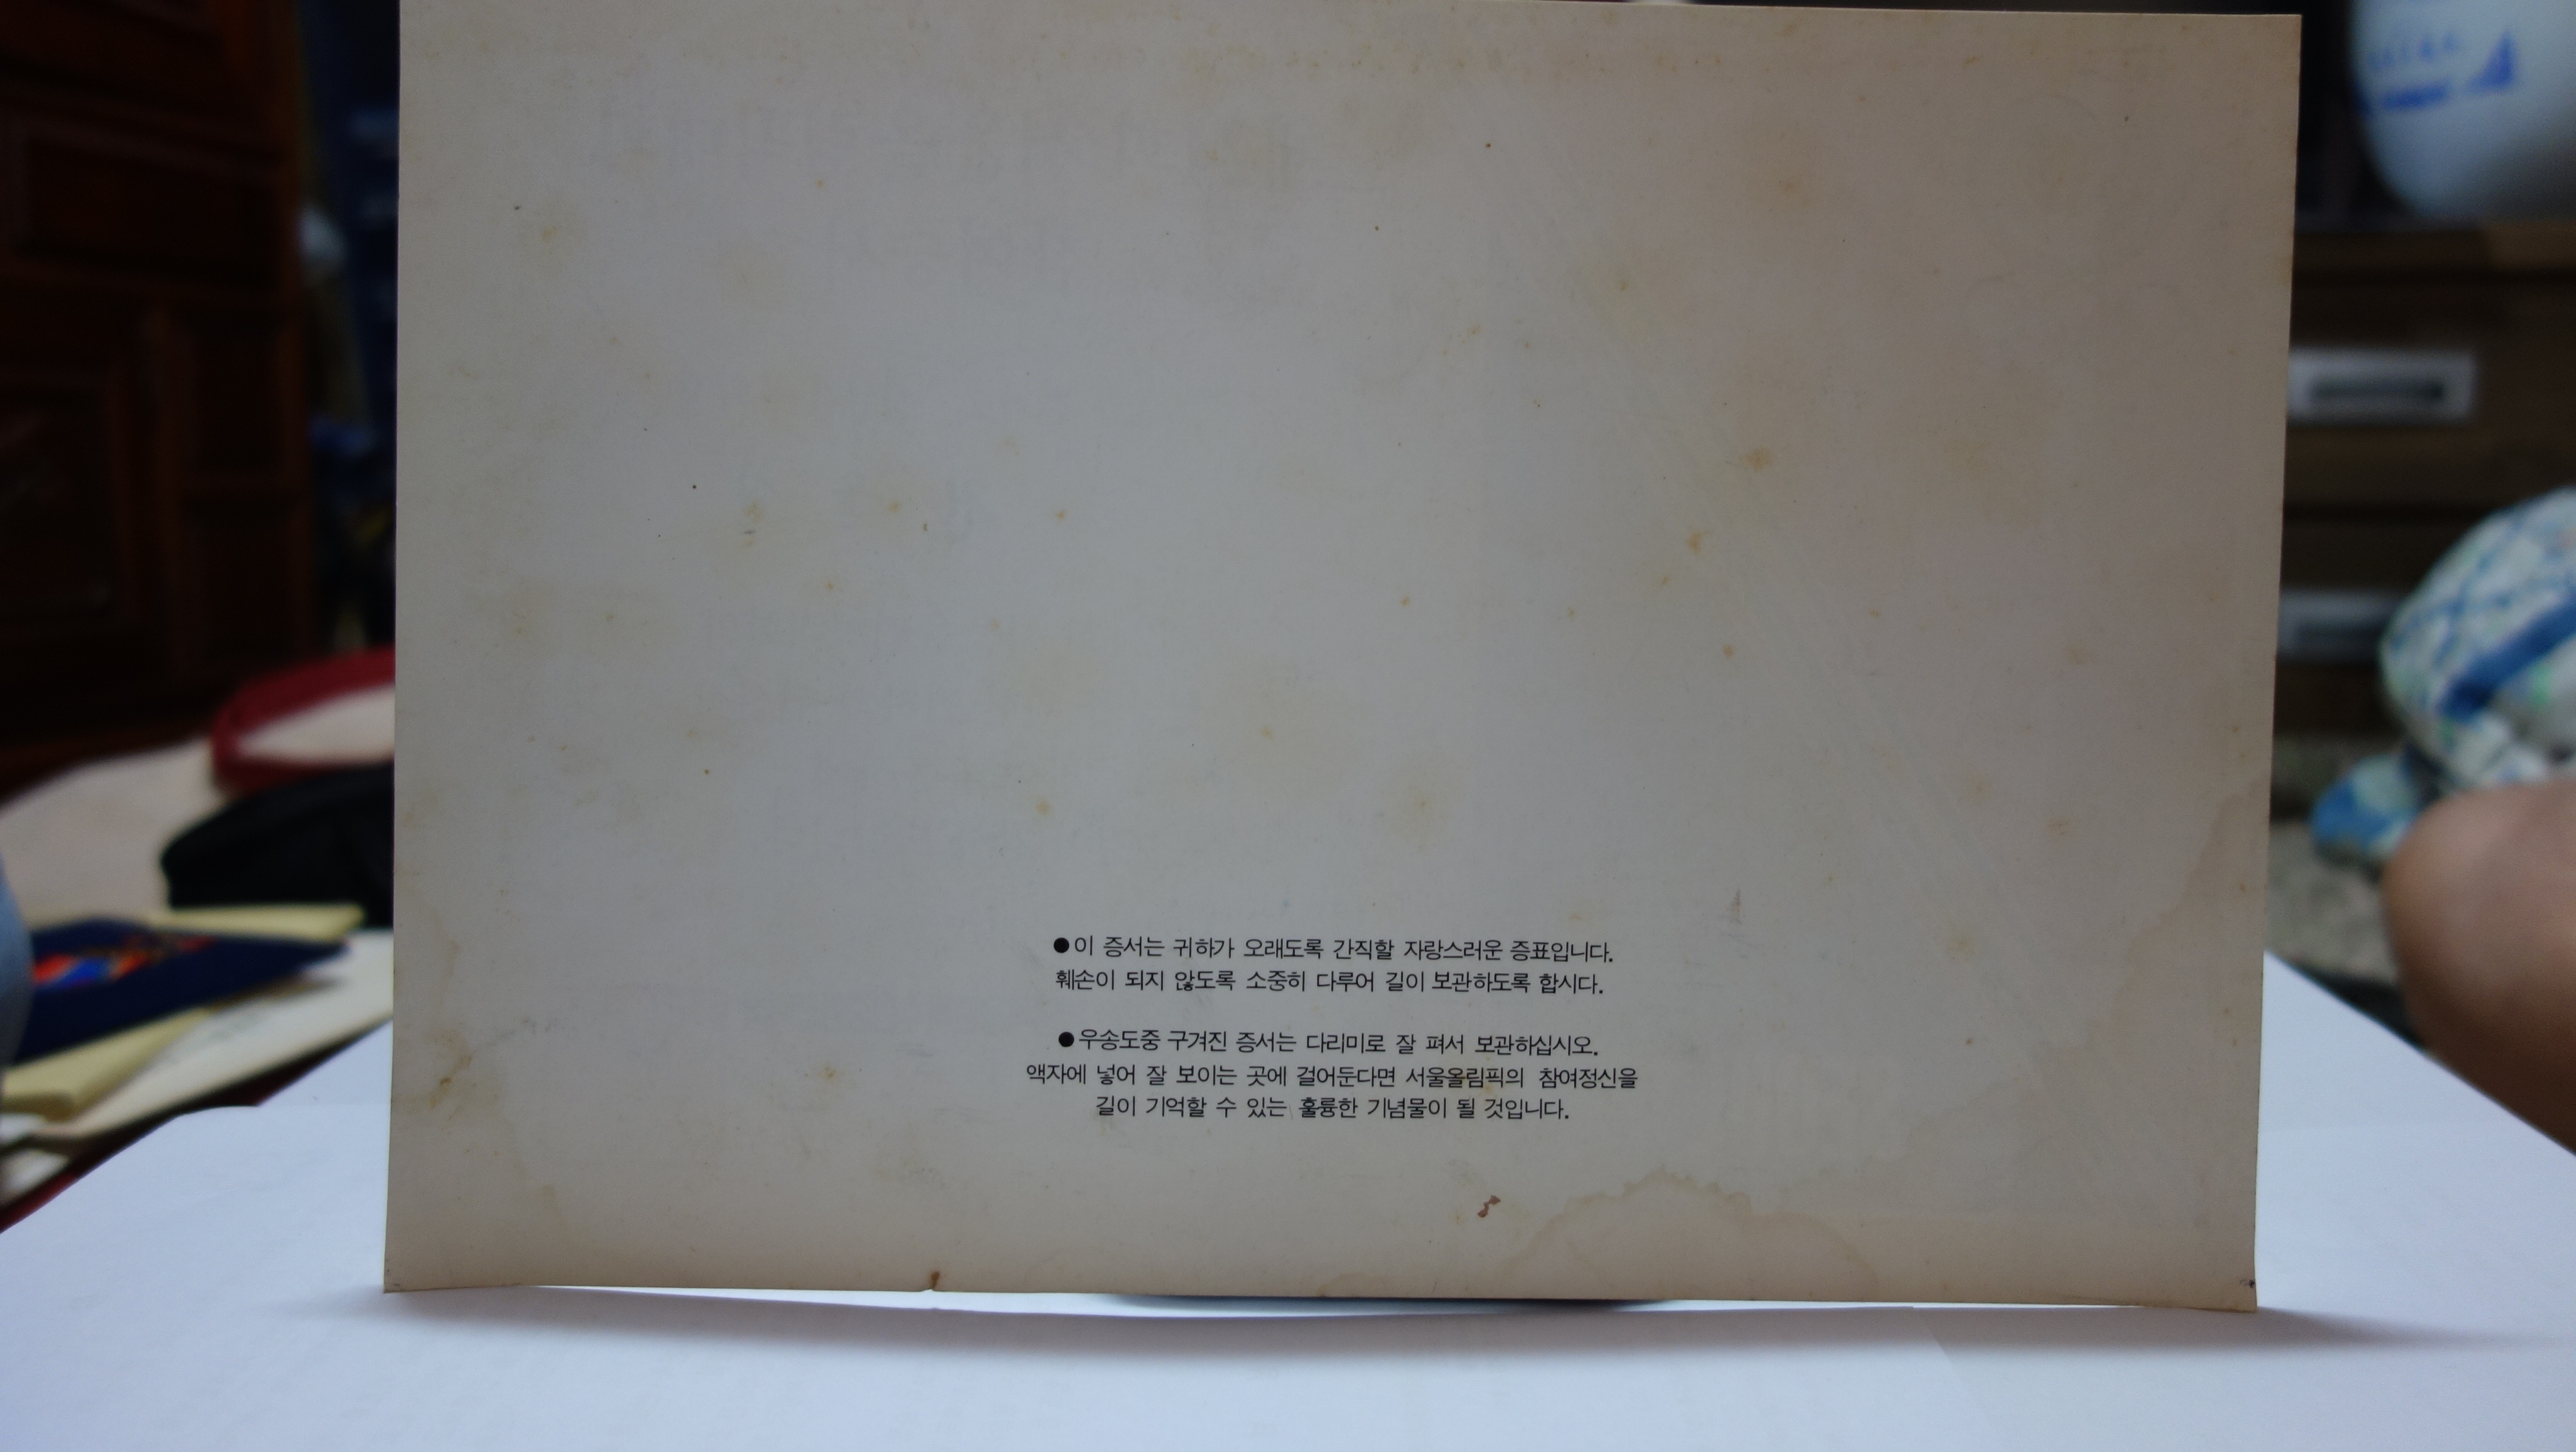 ●이 증서는 귀하가 오래도록 간직할 자랑스러운 증표입니다.
훼손이 되지 않도록 소중히 다루어 길이 보관하도록 합시다.
●우송도중 구겨진 증서는 다리미로 잘 펴서 보관하십시오.
액자에 넣어 잘 보이는 곳에 걸어둔다면 서울올림픽의 참여정신을
길이 기억할 수 있는 훌륭한 기념물이 될 것입니다.